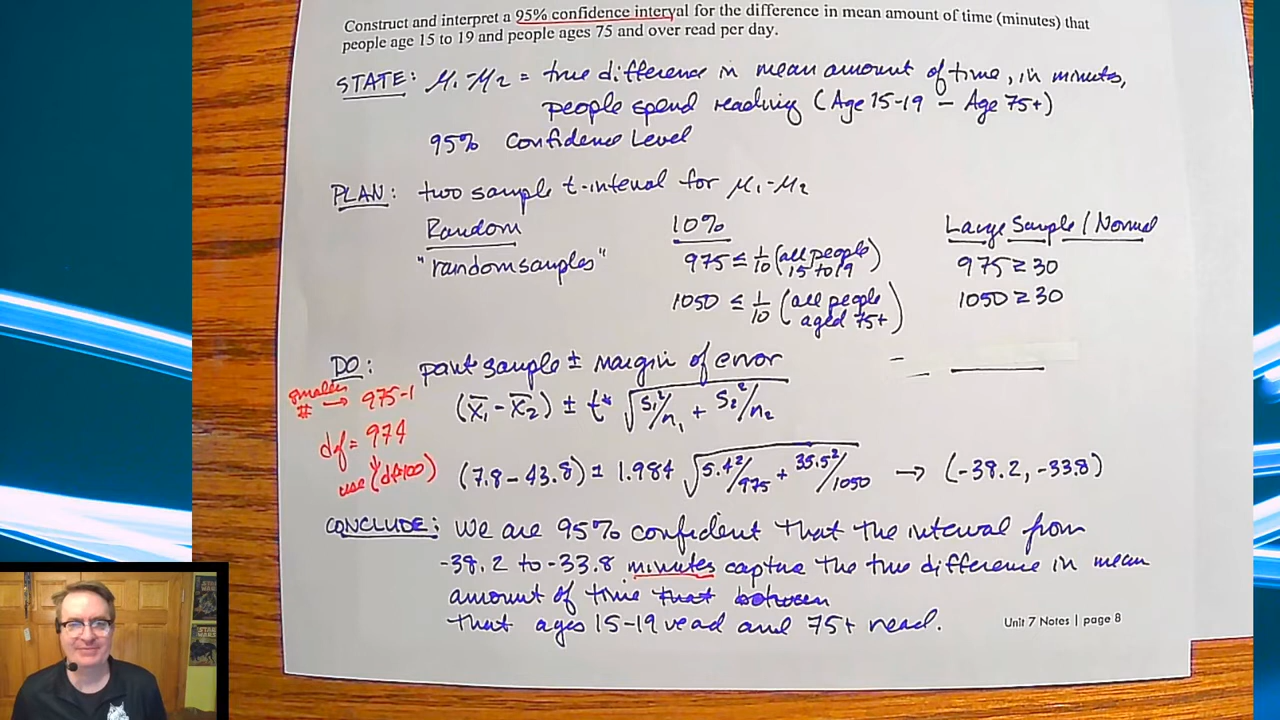 Construct and interpret a 95% confidence interval for the difference in mean amount of time (minutes) that
people age 15 to 19 and people ages 75 and over read per day.
STATE: μ₁-μ₂ = true difference in mean amount of time, in minutes,
people spend reading (Age 15-19 - Age 75+)
95% Confidence Level
PLAN: two sample t-interval for μ₁-μ₂
Random 10% Large Sample / Normal
"random samples" 975 ≤ 1/10 (all people 15 to 19) 975 ≥ 30
1050 ≤ 1/10 (all people aged 75+) 1050 ≥ 30
DO: point sample ± margin of error
smaller # → 975-1
(x̄₁-x̄₂) ± t* √(s₁²/n₁ + s₂²/n₂)
df = 974
use (df=100)
(7.8-43.8) ± 1.984 √(5.4²/975 + 35.5²/1050) → (-38.2, -33.8)
CONCLUDE: We are 95% confident that the interval from
-38.2 to -33.8 minutes capture the true difference in mean
amount of time that between
that ages 15-19 read and 75+ read.
Unit 7 Notes | page 8
STAR WARS